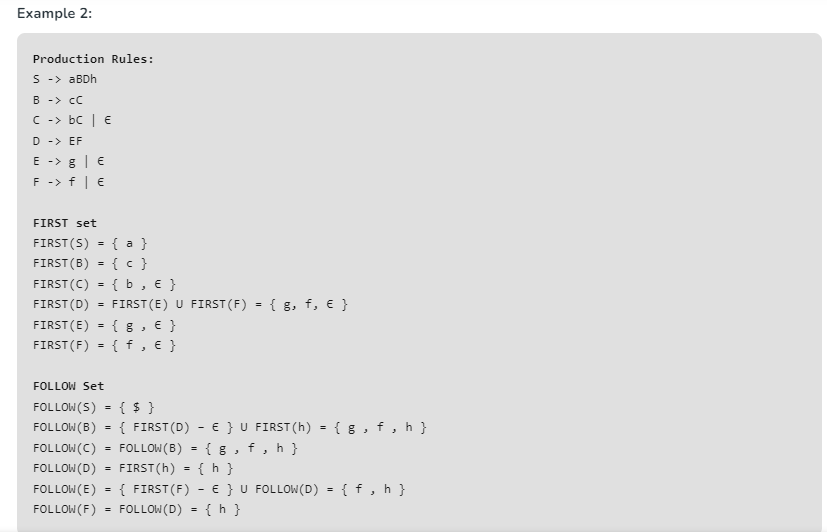 Example 2:
Production Rules:
S -> aBDh
B -> cC
C -> bC | Є
D -> EF
E -> g | Є
F -> f | Є
FIRST set
FIRST(S) = { a }
FIRST(B) = { c }
FIRST(C) = { b , Є }
FIRST(D) = FIRST(E) U FIRST(F) = { g, f, Є }
FIRST(E) = { g , Є }
FIRST(F) = { f , Є }
FOLLOW Set
FOLLOW(S) = { $ }
FOLLOW(B) = { FIRST(D) - Є } U FIRST(h) = { g , f , h }
FOLLOW(C) = FOLLOW(B) = { g , f , h }
FOLLOW(D) = FIRST(h) = { h }
FOLLOW(E) = { FIRST(F) - Є } U FOLLOW(D) = { f , h }
FOLLOW(F) = FOLLOW(D) = { h }